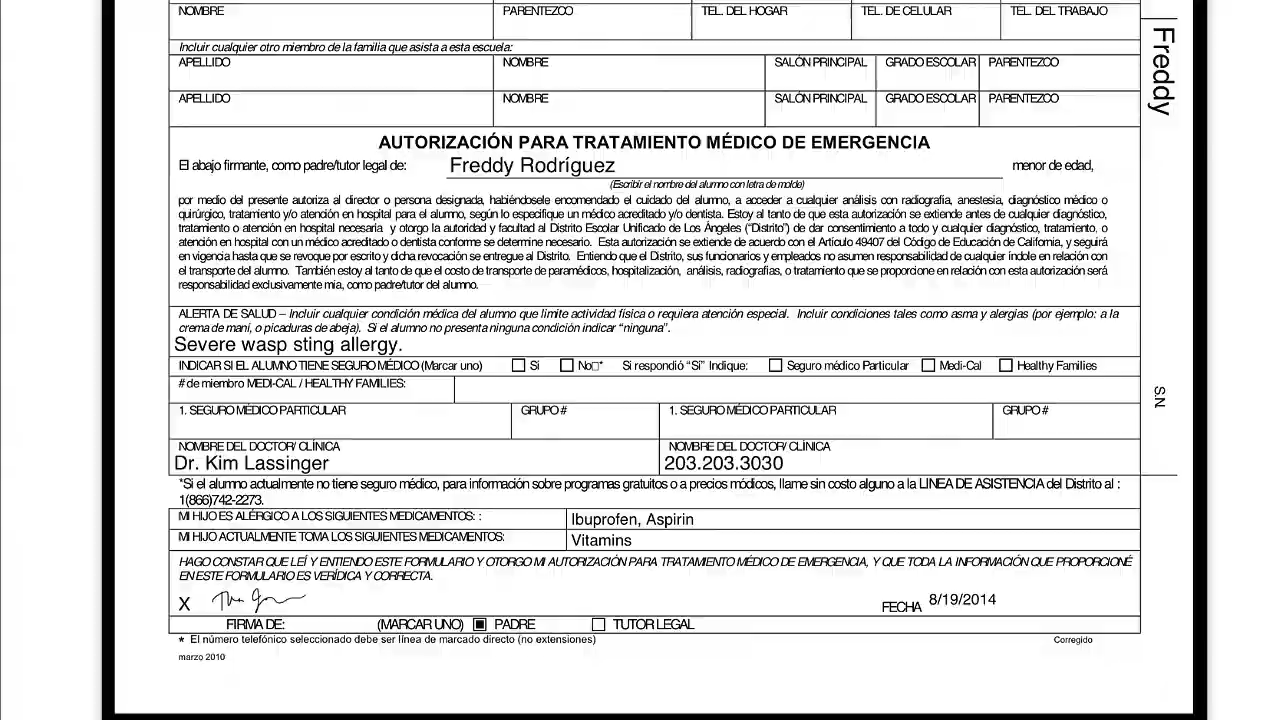 NOMBRE PARENTEZCO TEL. DEL HOGAR TEL. DE CELULAR TEL. DEL TRABAJO
Incluir cualquier otro miembro de la familia que asista a esta escuela:
APELLIDO NOMBRE SALÓN PRINCIPAL GRADO ESCOLAR PARENTEZCO
APELLIDO NOMBRE SALÓN PRINCIPAL GRADO ESCOLAR PARENTEZCO
AUTORIZACIÓN PARA TRATAMIENTO MÉDICO DE EMERGENCIA
El abajo firmante, como padre/tutor legal de: Freddy Rodríguez menor de edad,
(Escribir el nombre del alumno con letra de molde)
por medio del presente autoriza al director o persona designada, habiéndosele encomendado el cuidado del alumno, a acceder a cualquier análisis con radiografía, anestesia, diagnóstico médico o
quirúrgico, tratamiento y/o atención en hospital para el alumno, según lo especifique un médico acreditado y/o dentista. Estoy al tanto de que esta autorización se extiende antes de cualquier diagnóstico,
tratamiento o atención en hospital necesaria y otorgo la autoridad y facultad al Distrito Escolar Unificado de Los Ángeles ("Distrito") de dar consentimiento a todo y cualquier diagnóstico, tratamiento, o
atención en hospital con un médico acreditado o dentista conforme se determine necesario. Esta autorización se extiende de acuerdo con el Artículo 49407 del Código de Educación de California, y seguirá
en vigencia hasta que se revoque por escrito y dicha revocación se entregue al Distrito. Entiendo que el Distrito, sus funcionarios y empleados no asumen responsabilidad de cualquier índole en relación con
el transporte del alumno. También estoy al tanto de que el costo de transporte de paramédicos, hospitalización, análisis, radiografías, o tratamiento que se proporcione en relación con esta autorización será
responsabilidad exclusivamente mía, como padre/tutor del alumno.
ALERTA DE SALUD – Incluir cualquier condición médica del alumno que limite actividad física o requiera atención especial. Incluir condiciones tales como asma y alergias (por ejemplo: a la
crema de maní, o picaduras de abeja). Si el alumno no presenta ninguna condición indicar "ninguna".
Severe wasp sting allergy.
INDICAR SI EL ALUMNO TIENE SEGURO MÉDICO (Marcar uno) Sí No□* Si respondió "Sí" Indique: Seguro médico Particular Medi-Cal Healthy Families
# de miembro MEDI-CAL / HEALTHY FAMILIES:
1. SEGURO MÉDICO PARTICULAR GRUPO # 1. SEGURO MÉDICO PARTICULAR GRUPO #
NOMBRE DEL DOCTOR/ CLÍNICA NOMBRE DEL DOCTOR/ CLÍNICA
Dr. Kim Lassinger 203.203.3030
*Si el alumno actualmente no tiene seguro médico, para información sobre programas gratuitos o a precios módicos, llame sin costo alguno a la LINEA DE ASISTENCIA del Distrito al :
1(866)742-2273.
MI HIJO ES ALÉRGICO A LOS SIGUIENTES MEDICAMENTOS: : Ibuprofen, Aspirin
MI HIJO ACTUALMENTE TOMA LOS SIGUIENTES MEDICAMENTOS: Vitamins
HAGO CONSTAR QUE LEÍ Y ENTIENDO ESTE FORMULARIO Y OTORGO MI AUTORIZACIÓN PARA TRATAMIENTO MÉDICO DE EMERGENCIA, Y QUE TODA LA INFORMACIÓN QUE PROPORCIONÉ
EN ESTE FORMULARIO ES VERÍDICA Y CORRECTA.
X FECHA 8/19/2014
FIRMA DE: (MARCAR UNO) PADRE TUTOR LEGAL
* El número telefónico seleccionado debe ser línea de marcado directo (no extensiones) Corregido
marzo 2010
Freddy
S.N.